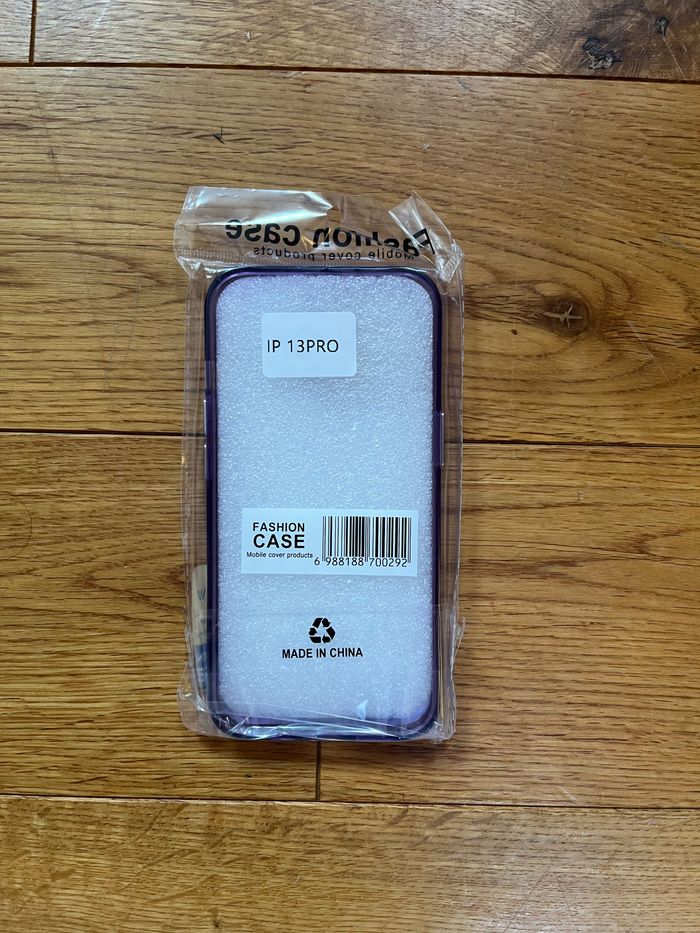 Fashion case
Mobile cover products
IP 13PRO
FASHION
CASE
Mobile cover products
6 988188 700292
MADE IN CHINA